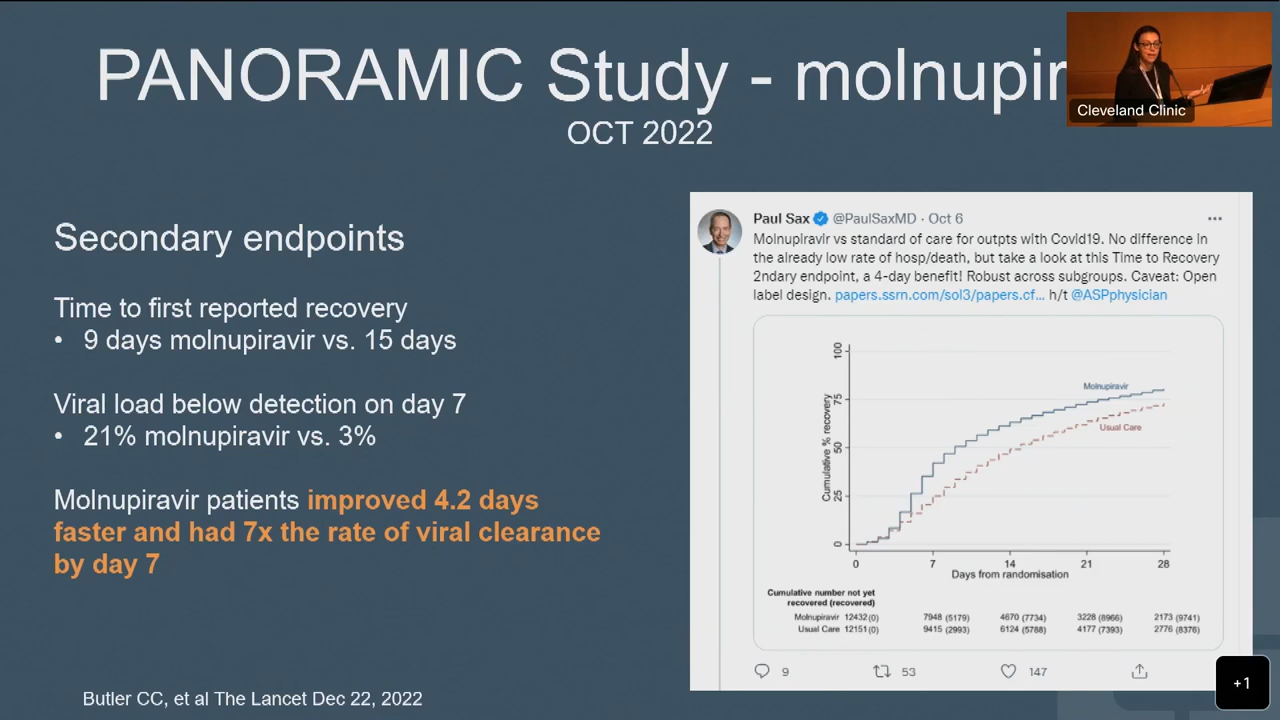 PANORAMIC Study - molnupir
Cleveland Clinic
OCT 2022
Secondary endpoints
Time to first reported recovery
• 9 days molnupiravir vs. 15 days
Viral load below detection on day 7
• 21% molnupiravir vs. 3%
Molnupiravir patients improved 4.2 days
faster and had 7x the rate of viral clearance
by day 7
Butler CC, et al The Lancet Dec 22, 2022
Paul Sax @PaulSaxMD · Oct 6
Molnupiravir vs standard of care for outpts with Covid19. No difference in
the already low rate of hosp/death, but take a look at this Time to Recovery
2ndary endpoint, a 4-day benefit! Robust across subgroups. Caveat: Open
label design. papers.ssrn.com/sol3/papers.cf... h/t @ASPphysician
Cumulative % recovery
100
75
50
25
0
Molnupiravir
Usual Care
0 7 14 21 28
Days from randomisation
Cumulative number not yet
recovered (recovered)
Molnupiravir 12432(0) 7948 (5179) 4670 (7734) 3228 (8966) 2173 (9741)
Usual Care 12151(0) 9415 (2993) 6124 (5788) 4177 (7393) 2776 (8376)
9 53 147
+1